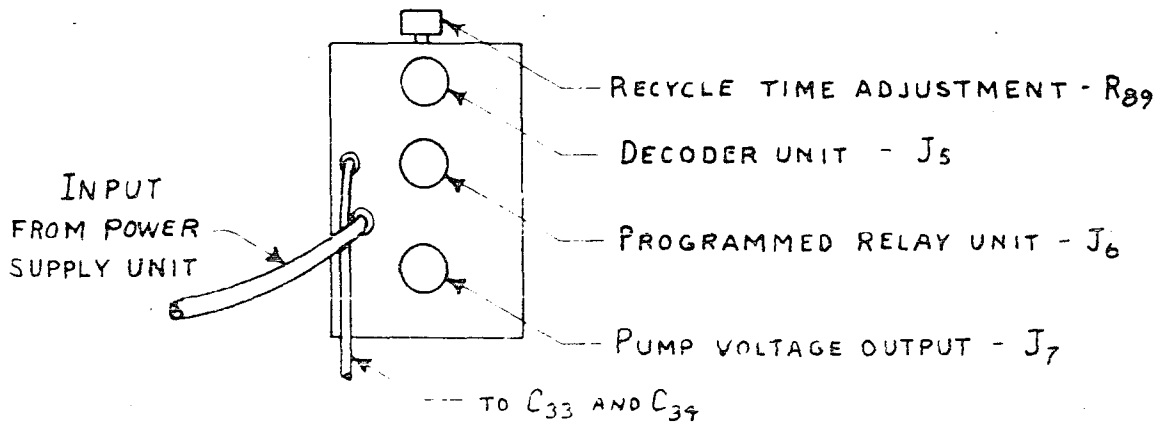 RECYCLE TIME ADJUSTMENT - R89
DECODER UNIT - J5
INPUT
FROM POWER
SUPPLY UNIT
PROGRAMMED RELAY UNIT - J6
PUMP VOLTAGE OUTPUT - J7
TO C33 AND C34